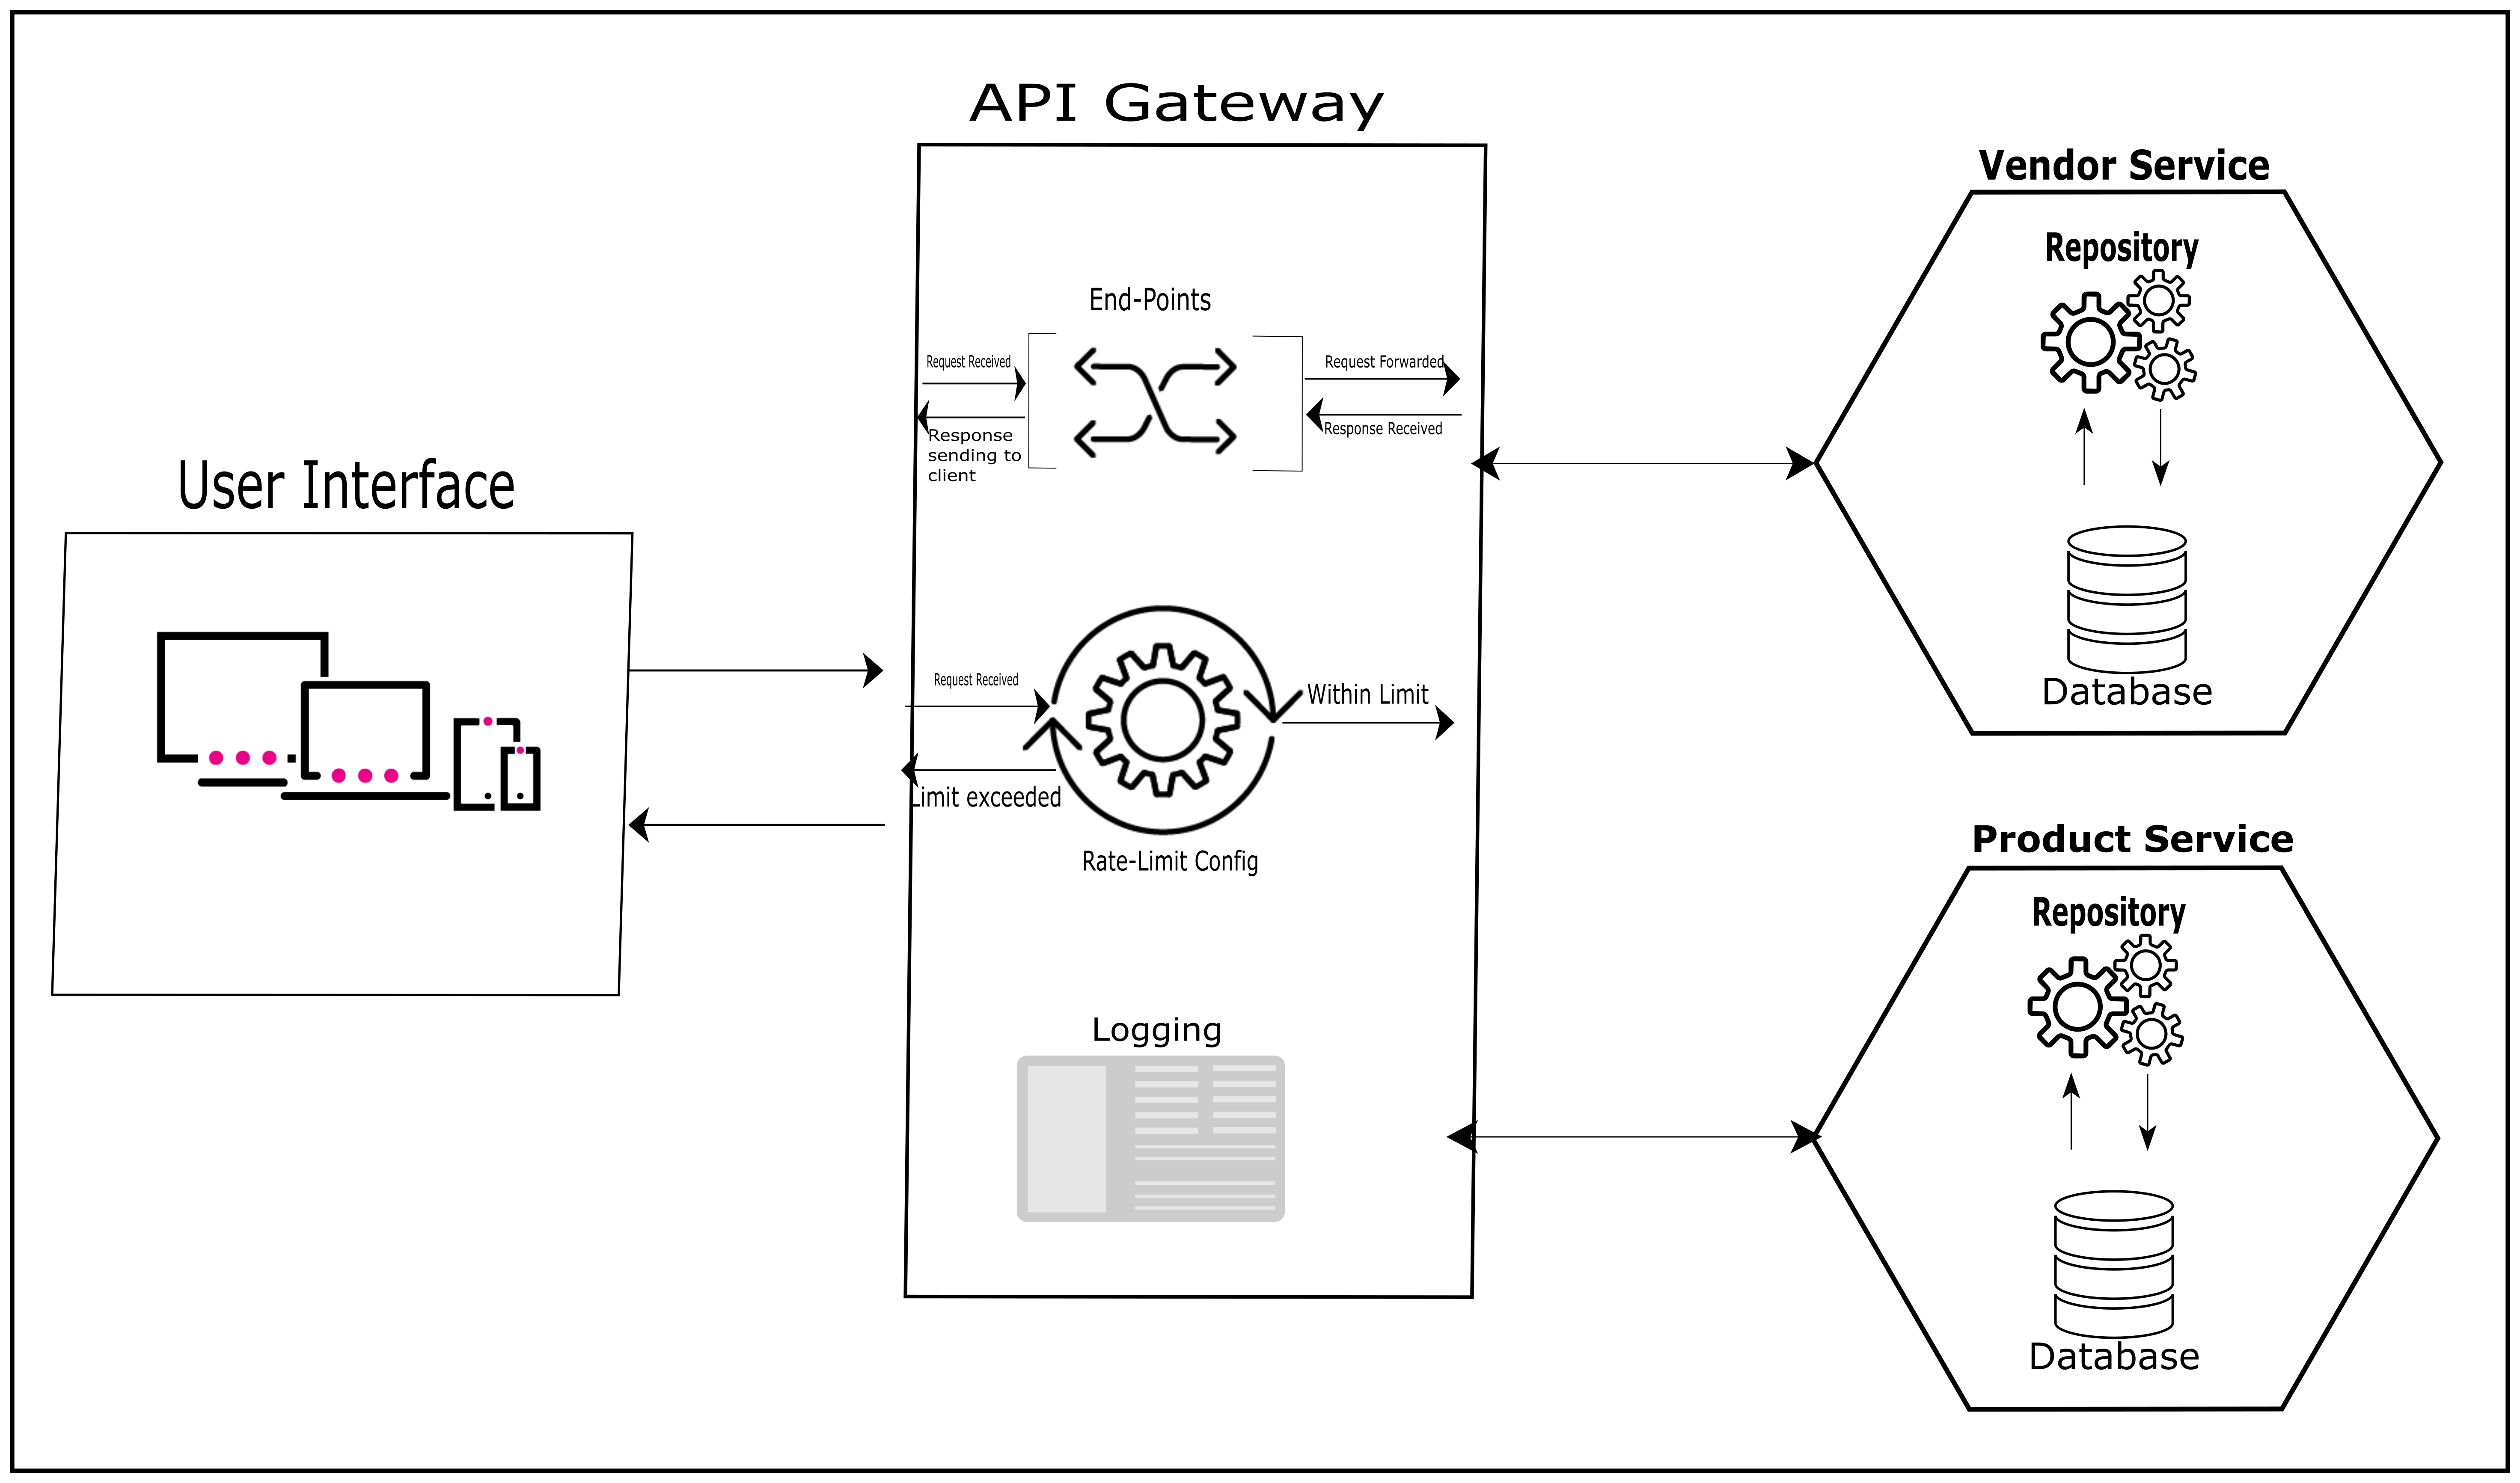 API Gateway
Vendor Service
Repository
End-Points
Request Received
Request Forwarded
Response
sending to
client
Response Received
User Interface
Request Received
Within Limit
Database
Limit exceeded
Rate-Limit Config
Product Service
Repository
Logging
Database